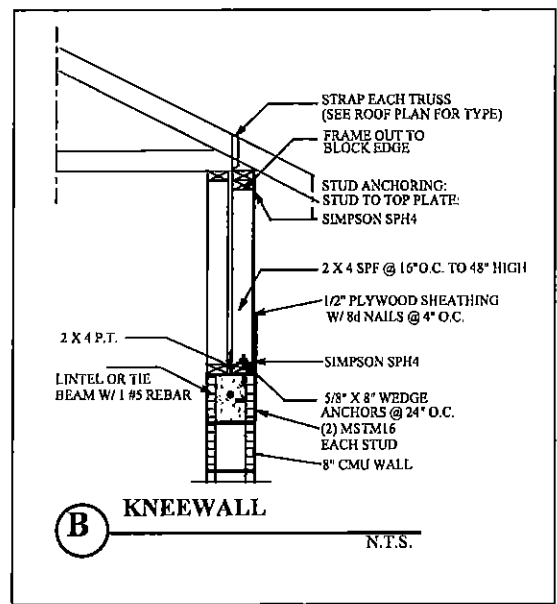 STRAP EACH TRUSS
(SEE ROOF PLAN FOR TYPE)
FRAME OUT TO
BLOCK EDGE
STUD ANCHORING:
STUD TO TOP PLATE:
SIMPSON SPH4
2 X 4 SPF @ 16" O.C. TO 48" HIGH
1/2" PLYWOOD SHEATHING
W/ 8d NAILS @ 4" O.C.
2 X 4 P.T.
SIMPSON SPH4
LINTEL OR TIE
BEAM W/ 1 #5 REBAR
5/8" X 8" WEDGE
ANCHORS @ 24" O.C.
(2) MSTM16
EACH STUD
8" CMU WALL
B
KNEEWALL
N.T.S.